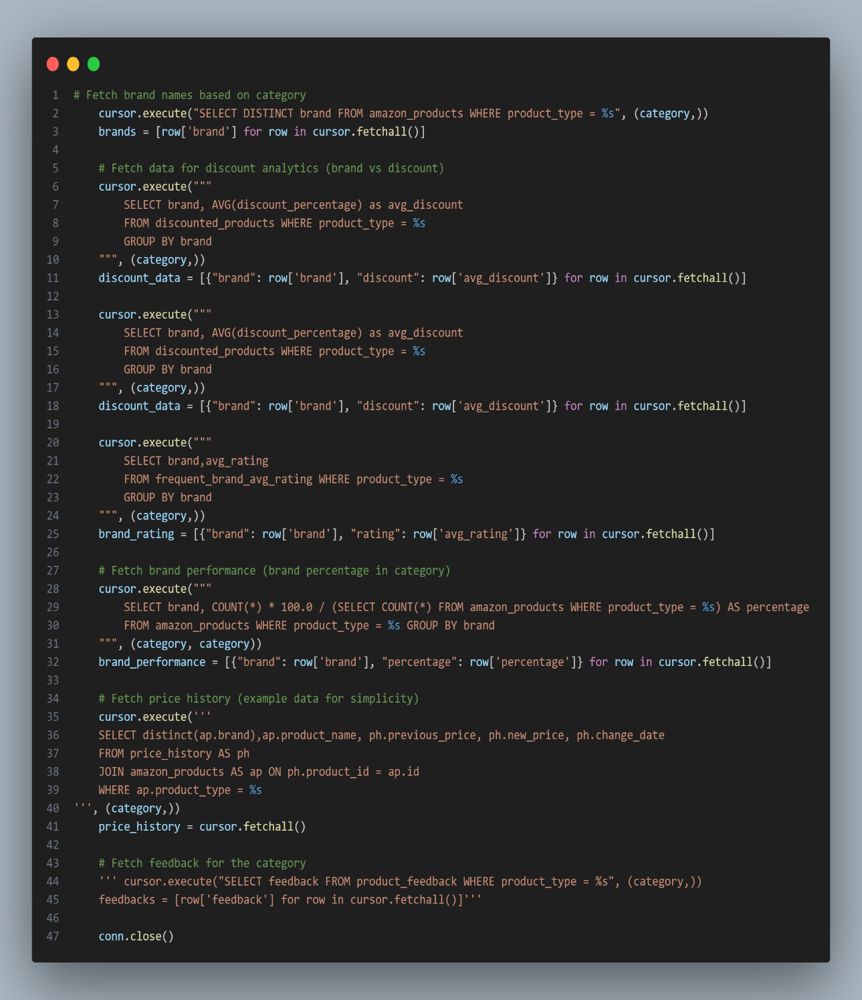 1 # Fetch brand names based on category
2     cursor.execute("SELECT DISTINCT brand FROM amazon_products WHERE product_type = %s", (category,))
3     brands = [row['brand'] for row in cursor.fetchall()]
4
5     # Fetch data for discount analytics (brand vs discount)
6     cursor.execute("""
7         SELECT brand, AVG(discount_percentage) as avg_discount
8         FROM discounted_products WHERE product_type = %s
9         GROUP BY brand
10     """, (category,))
11     discount_data = [{"brand": row['brand'], "discount": row['avg_discount']} for row in cursor.fetchall()]
12
13     cursor.execute("""
14         SELECT brand, AVG(discount_percentage) as avg_discount
15         FROM discounted_products WHERE product_type = %s
16         GROUP BY brand
17     """, (category,))
18     discount_data = [{"brand": row['brand'], "discount": row['avg_discount']} for row in cursor.fetchall()]
19
20     cursor.execute("""
21         SELECT brand,avg_rating
22         FROM frequent_brand_avg_rating WHERE product_type = %s
23         GROUP BY brand
24     """, (category,))
25     brand_rating = [{"brand": row['brand'], "rating": row['avg_rating']} for row in cursor.fetchall()]
26
27     # Fetch brand performance (brand percentage in category)
28     cursor.execute("""
29         SELECT brand, COUNT(*) * 100.0 / (SELECT COUNT(*) FROM amazon_products WHERE product_type = %s) AS percentage
30         FROM amazon_products WHERE product_type = %s GROUP BY brand
31     """, (category, category))
32     brand_performance = [{"brand": row['brand'], "percentage": row['percentage']} for row in cursor.fetchall()]
33
34     # Fetch price history (example data for simplicity)
35     cursor.execute('''
36     SELECT distinct(ap.brand),ap.product_name, ph.previous_price, ph.new_price, ph.change_date
37     FROM price_history AS ph
38     JOIN amazon_products AS ap ON ph.product_id = ap.id
39     WHERE ap.product_type = %s
40 ''', (category,))
41     price_history = cursor.fetchall()
42
43     # Fetch feedback for the category
44     ''' cursor.execute("SELECT feedback FROM product_feedback WHERE product_type = %s", (category,))
45     feedbacks = [row['feedback'] for row in cursor.fetchall()]'''
46
47     conn.close()